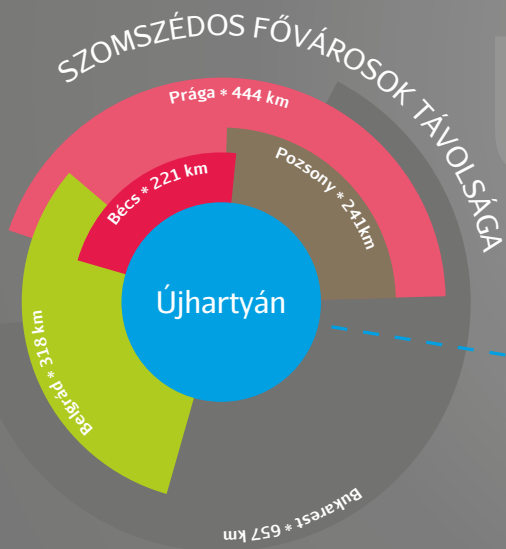 SZOMSZÉDOS FŐVÁROSOK TÁVOLSÁGA
Prága * 444 km
Bécs * 221 km
Pozsony * 241km
Újhartyán
Belgrád * 318 km
Bukarest * 657 km